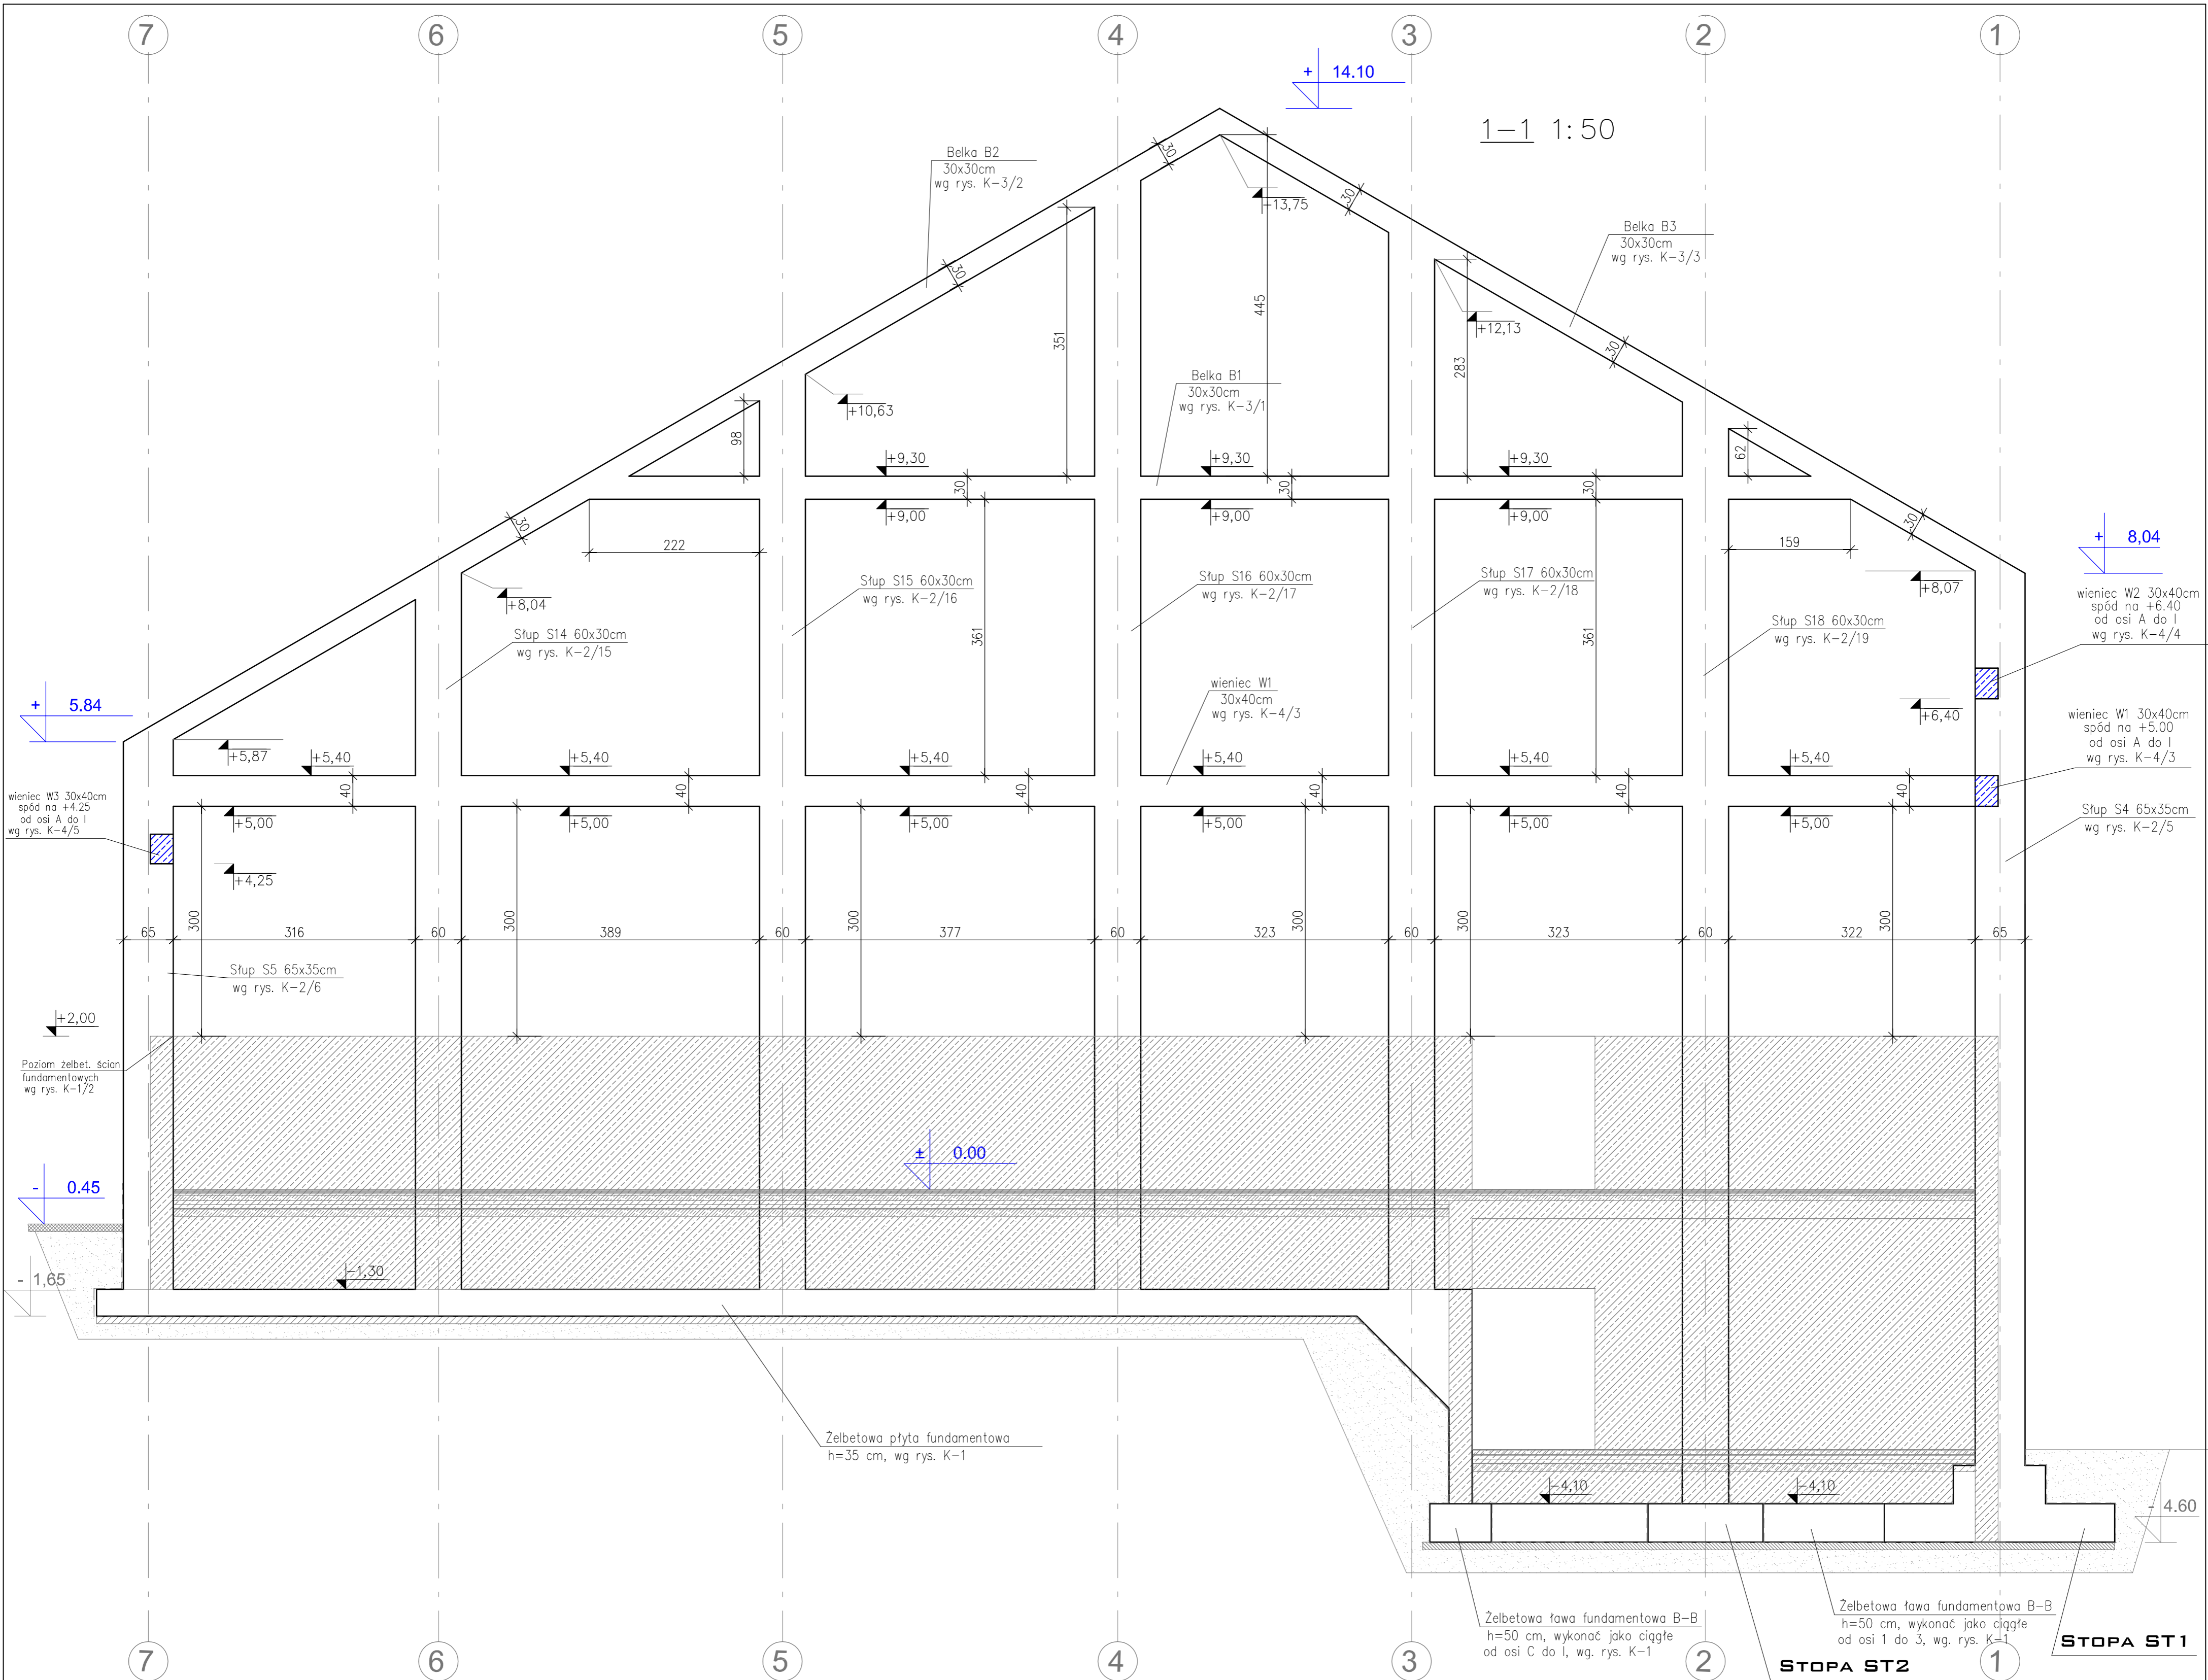 7
6
5
4
3
2
1
+ 14.10
1-1 1:50
Belka B2
30x30cm
wg rys. K-3/2
30
30
-13,75
Belka B3
30x30cm
wg rys. K-3/3
30
351
445
+12,13
283
30
Belka B1
30x30cm
wg rys. K-3/1
+10,63
98
+9,30
+9,30
+9,30
62
30
30
30
+9,00
+9,00
+9,00
30
30
222
159
+ 8,04
+8,04
Słup S14 60x30cm
wg rys. K-2/15
Słup S15 60x30cm
wg rys. K-2/16
361
Słup S16 60x30cm
wg rys. K-2/17
Słup S17 60x30cm
wg rys. K-2/18
361
Słup S18 60x30cm
wg rys. K-2/19
+8,07
wieniec W2 30x40cm
spód na +6.40
od osi A do I
wg rys. K-4/4
+ 5.84
wieniec W1
30x40cm
wg rys. K-4/3
+6,40
wieniec W1 30x40cm
spód na +5.00
od osi A do I
wg rys. K-4/3
+5,87
+5,40
+5,40
+5,40
+5,40
+5,40
+5,40
40
40
40
40
40
40
wieniec W3 30x40cm
spód na +4.25
od osi A do I
wg rys. K-4/5
+5,00
+5,00
+5,00
+5,00
+5,00
+5,00
Słup S4 65x35cm
wg rys. K-2/5
+4,25
300
300
300
300
300
300
65
316
60
389
60
377
60
323
60
323
60
322
65
Słup S5 65x35cm
wg rys. K-2/6
+2,00
Poziom żelbet. ścian
fundamentowych
wg rys. K-1/2
± 0.00
- 0.45
- 1,65
-1,30
Żelbetowa płyta fundamentowa
h=35 cm, wg rys. K-1
-4,10
-4,10
- 4.60
Żelbetowa ława fundamentowa B-B
h=50 cm, wykonać jako ciągłe
od osi C do I, wg. rys. K-1
Żelbetowa ława fundamentowa B-B
h=50 cm, wykonać jako ciągłe
od osi 1 do 3, wg. rys. K-1
STOPA ST1
STOPA ST2
7
6
5
4
3
2
1